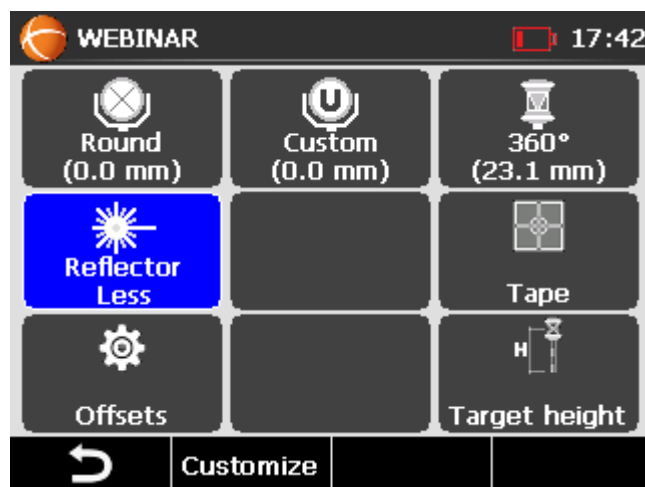 WEBINAR
17:42
Round
(0.0 mm)
U
Custom
(0.0 mm)
360°
(23.1 mm)
Reflector
Less
Tape
Offsets
H
Target height
Customize